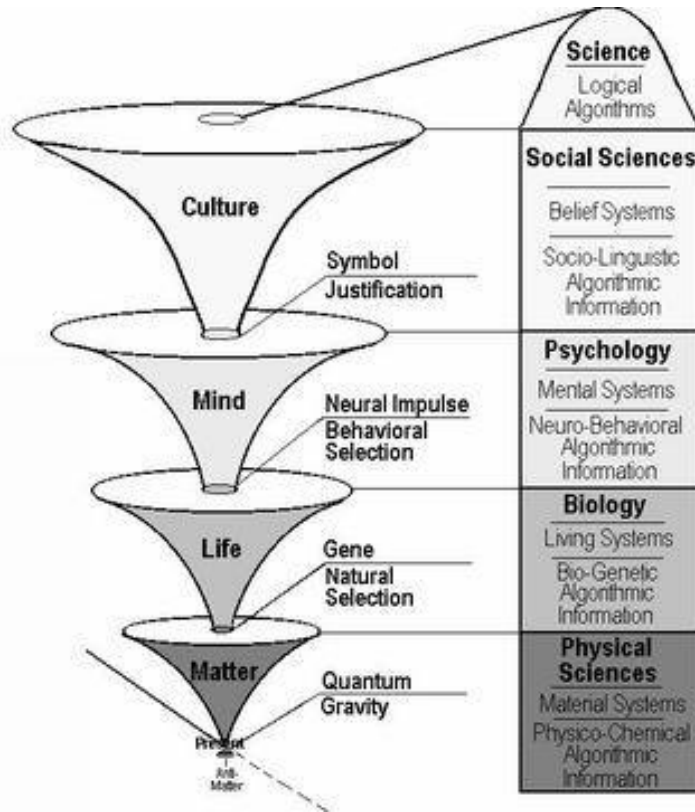 Science
Logical
Algorithms
Social Sciences
Belief Systems
Socio-Linguistic
Algorithmic
Information
Culture
Symbol
Justification
Psychology
Mental Systems
Neuro-Behavioral
Algorithmic
Information
Mind
Neural Impulse
Behavioral
Selection
Biology
Living Systems
Bio-Genetic
Algorithmic
Information
Life
Gene
Natural
Selection
Physical
Sciences
Material Systems
Physico-Chemical
Algorithmic
Information
Matter
Quantum
Gravity
Present
Anti-
Matter